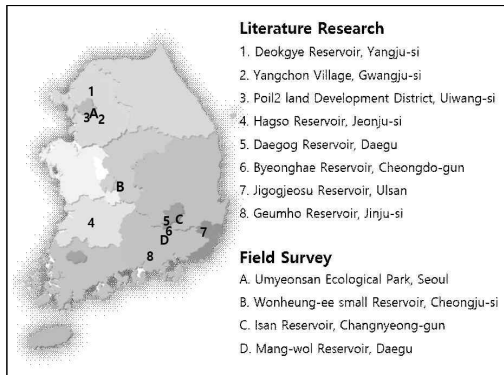 Literature Research
1. Deokgye Reservoir, Yangju-si
2. Yangchon Village, Gwangju-si
3. Poil2 land Development District, Uiwang-si
4. Hagso Reservoir, Jeonju-si
5. Daegog Reservoir, Daegu
6. Byeonghae Reservoir, Cheongdo-gun
7. Jigogjeosu Reservoir, Ulsan
8. Geumho Reservoir, Jinju-si
Field Survey
A. Umyeonsan Ecological Park, Seoul
B. Wonheung-ee small Reservoir, Cheongju-si
C. Isan Reservoir, Changnyeong-gun
D. Mang-wol Reservoir, Daegu
1
3 A 2
B
4
5 C
6
7
D
8